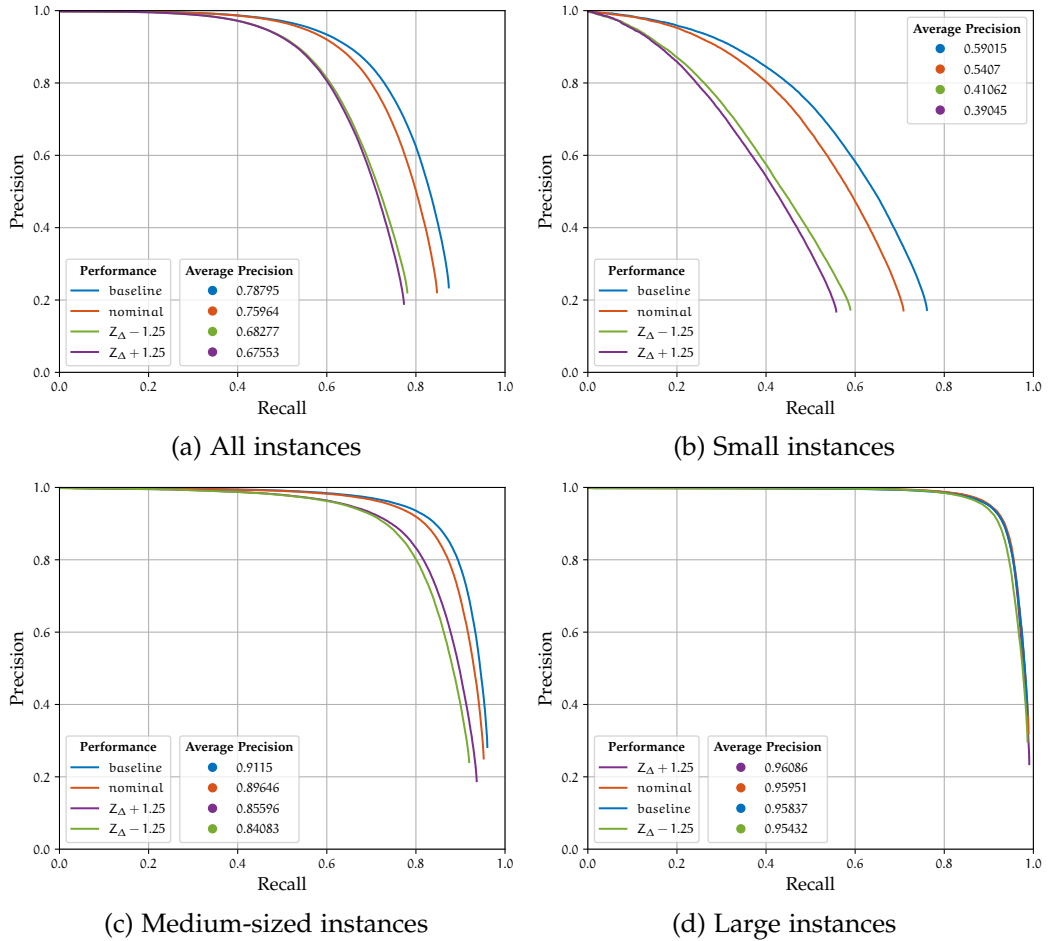 1.0
0.8
0.6
0.4
0.2
0.0
Precision
0.0 0.2 0.4 0.6 0.8 1.0
Recall
Performance
baseline
nominal
Z_Δ − 1.25
Z_Δ + 1.25
Average Precision
0.78795
0.75964
0.68277
0.67553
(a) All instances
1.0
0.8
0.6
0.4
0.2
0.0
Precision
0.0 0.2 0.4 0.6 0.8 1.0
Recall
Average Precision
0.59015
0.5407
0.41062
0.39045
Performance
baseline
nominal
Z_Δ − 1.25
Z_Δ + 1.25
(b) Small instances
1.0
0.8
0.6
0.4
0.2
0.0
Precision
0.0 0.2 0.4 0.6 0.8 1.0
Recall
Performance
baseline
nominal
Z_Δ + 1.25
Z_Δ − 1.25
Average Precision
0.9115
0.89646
0.85596
0.84083
(c) Medium-sized instances
1.0
0.8
0.6
0.4
0.2
0.0
Precision
0.0 0.2 0.4 0.6 0.8 1.0
Recall
Performance
Z_Δ + 1.25
nominal
baseline
Z_Δ − 1.25
Average Precision
0.96086
0.95951
0.95837
0.95432
(d) Large instances